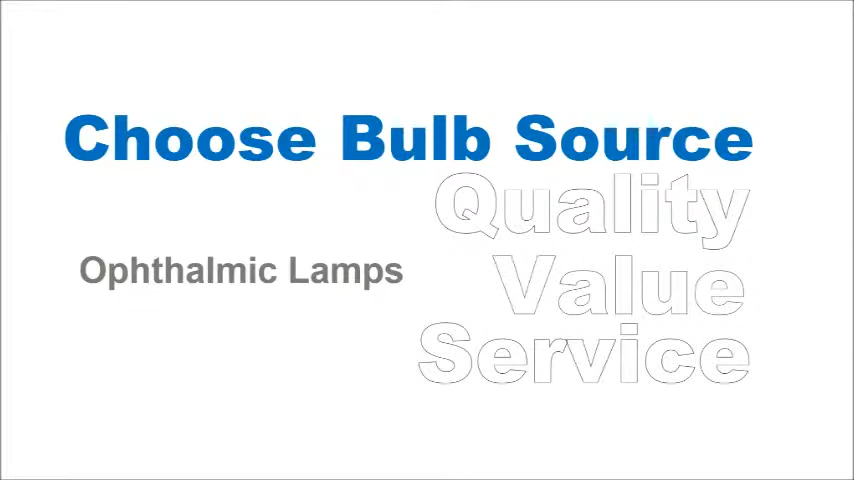 Choose Bulb Source
Quality
Ophthalmic Lamps
Value
Service